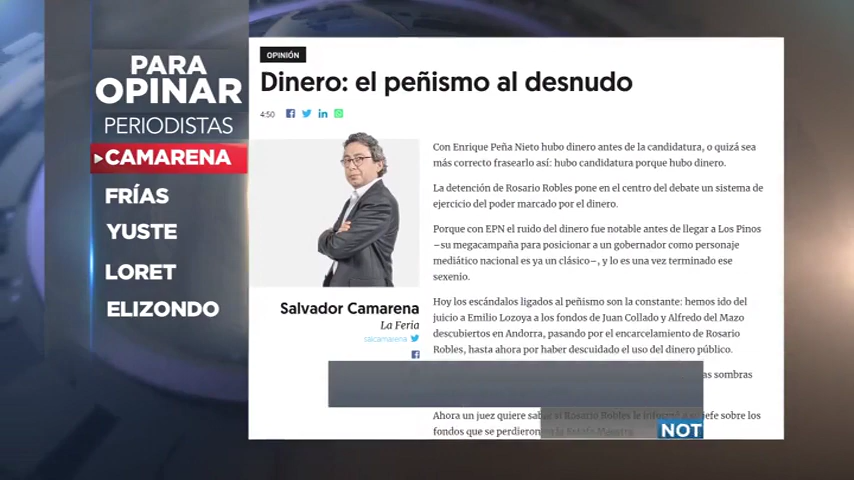 PARA
OPINAR
PERIODISTAS
CAMARENA
FRÍAS
YUSTE
LORET
ELIZONDO
OPINIÓN
Dinero: el peñismo al desnudo
4:50
Salvador Camarena
La Feria
salcamarena
Con Enrique Peña Nieto hubo dinero antes de la candidatura, o quizá sea
más correcto frasearlo así: hubo candidatura porque hubo dinero.
La detención de Rosario Robles pone en el centro del debate un sistema de
ejercicio del poder marcado por el dinero.
Porque con EPN el ruido del dinero fue notable antes de llegar a Los Pinos
–su megacampaña para posicionar a un gobernador como personaje
mediático nacional es ya un clásico–, y lo es una vez terminado ese
sexenio.
Hoy los escándalos ligados al peñismo son la constante: hemos ido del
juicio a Emilio Lozoya a los fondos de Juan Collado y Alfredo del Mazo
descubiertos en Andorra, pasando por el encarcelamiento de Rosario
Robles, hasta ahora por haber descuidado el uso del dinero público.
as sombras
Ahora un juez quiere saber si Rosario Robles le informó a su jefe sobre los
fondos que se perdieron en la Estafa Maestra.
NOT